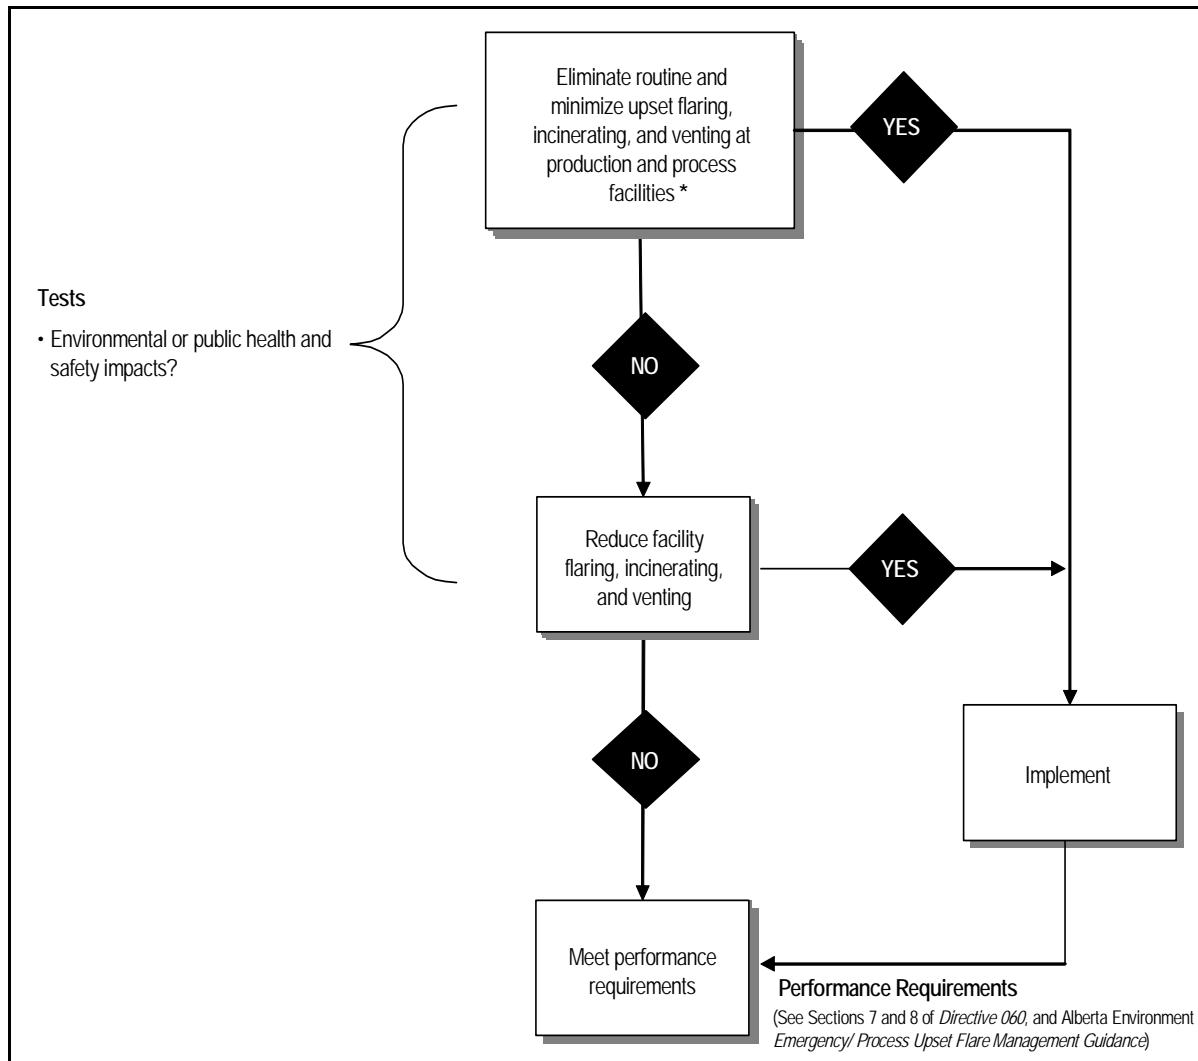 Eliminate routine and
minimize upset flaring,
incinerating, and venting at
production and process
facilities *
YES
Tests
• Environmental or public health and
safety impacts?
NO
Reduce facility
flaring, incinerating,
and venting
YES
NO
Implement
Meet performance
requirements
Performance Requirements
(See Sections 7 and 8 of Directive 060, and Alberta Environment
Emergency/ Process Upset Flare Management Guidance)